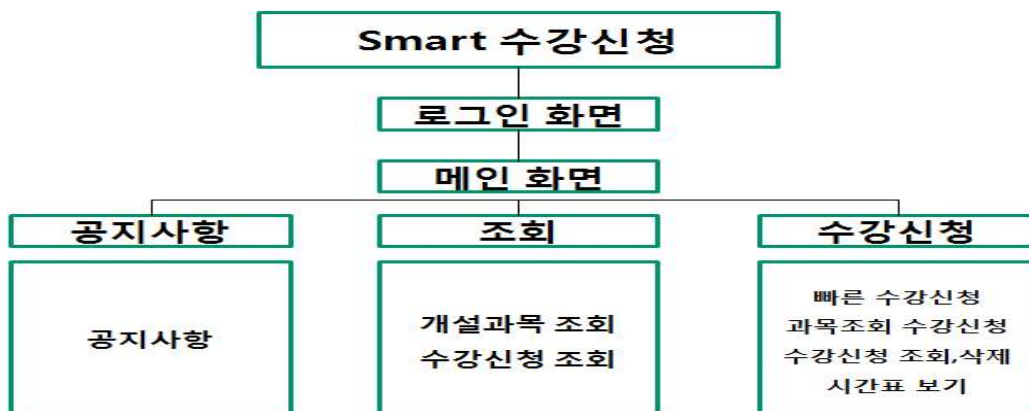 Smart 수강신청
로그인 화면
메인 화면
공지사항
조회
수강신청
공지사항
개설과목 조회
수강신청 조회
빠른 수강신청
과목조회 수강신청
수강신청 조회,삭제
시간표 보기